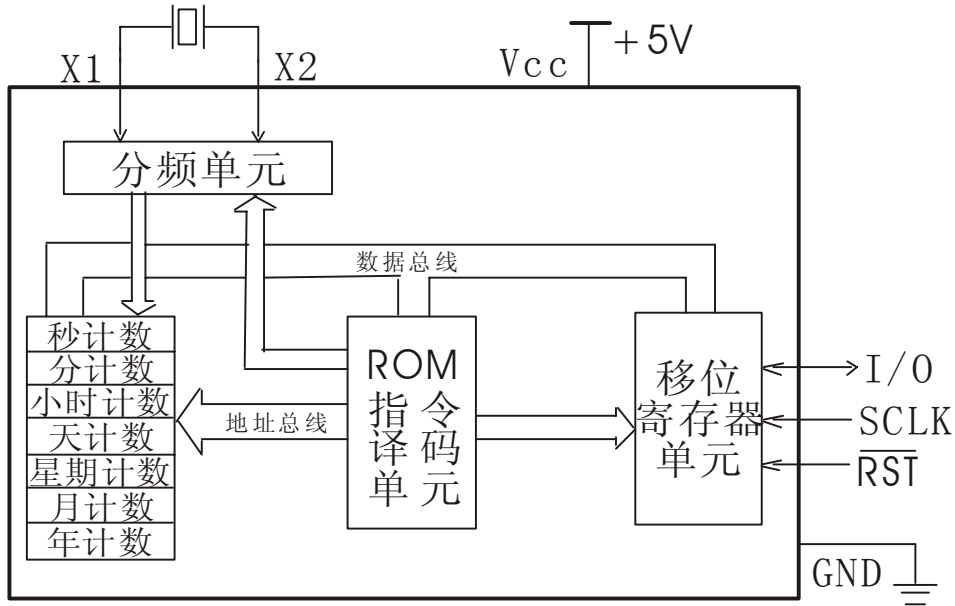 X1
X2
Vcc
+5V
分频单元
数据总线
秒计数
分计数
小时计数
天计数
星期计数
月计数
年计数
地址总线
ROM
指令
译码
单元
移位
寄存器
单元
I/O
SCLK
RST
GND